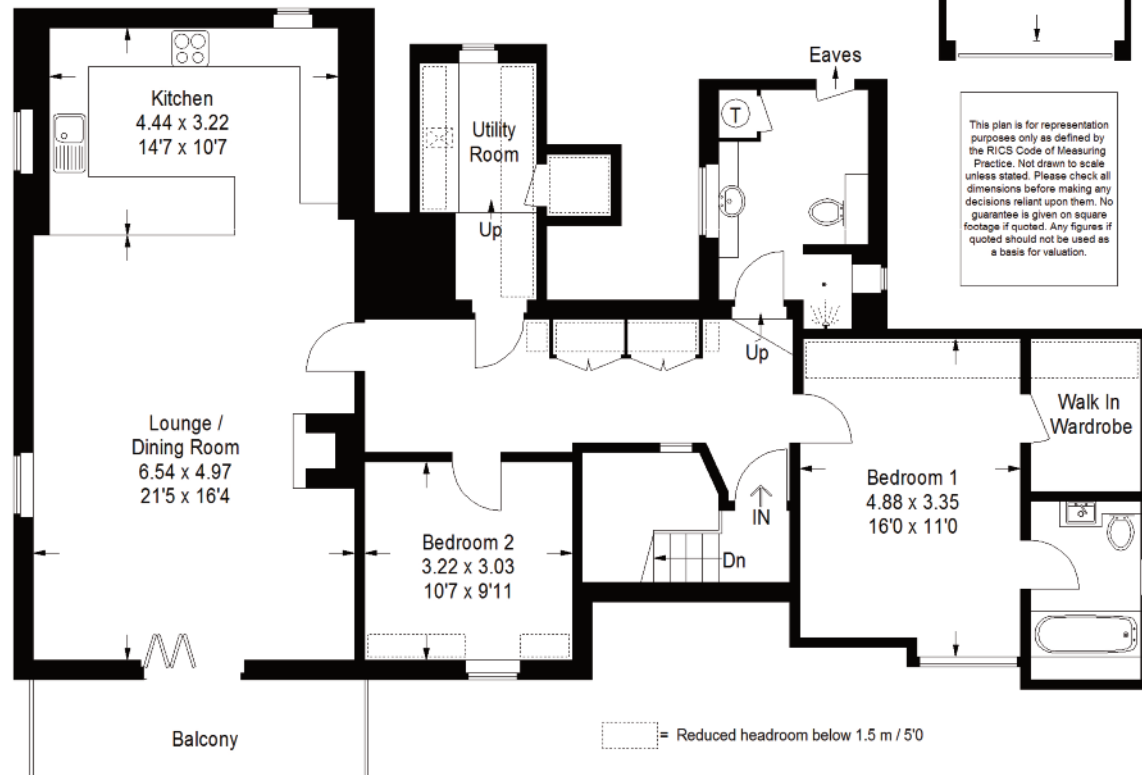 Kitchen
4.44 x 3.22
14'7 x 10'7
Utility
Room
Up
Eaves
T
This plan is for representation
purposes only as defined by
the RICS Code of Measuring
Practice. Not drawn to scale
unless stated. Please check all
dimensions before making any
decisions reliant upon them. No
guarantee is given on square
footage if quoted. Any figures if
quoted should not be used as
a basis for valuation.
Up
Lounge /
Dining Room
6.54 x 4.97
21'5 x 16'4
Walk In
Wardrobe
Bedroom 1
4.88 x 3.35
16'0 x 11'0
IN
Bedroom 2
3.22 x 3.03
10'7 x 9'11
Dn
Balcony
= Reduced headroom below 1.5 m / 5'0